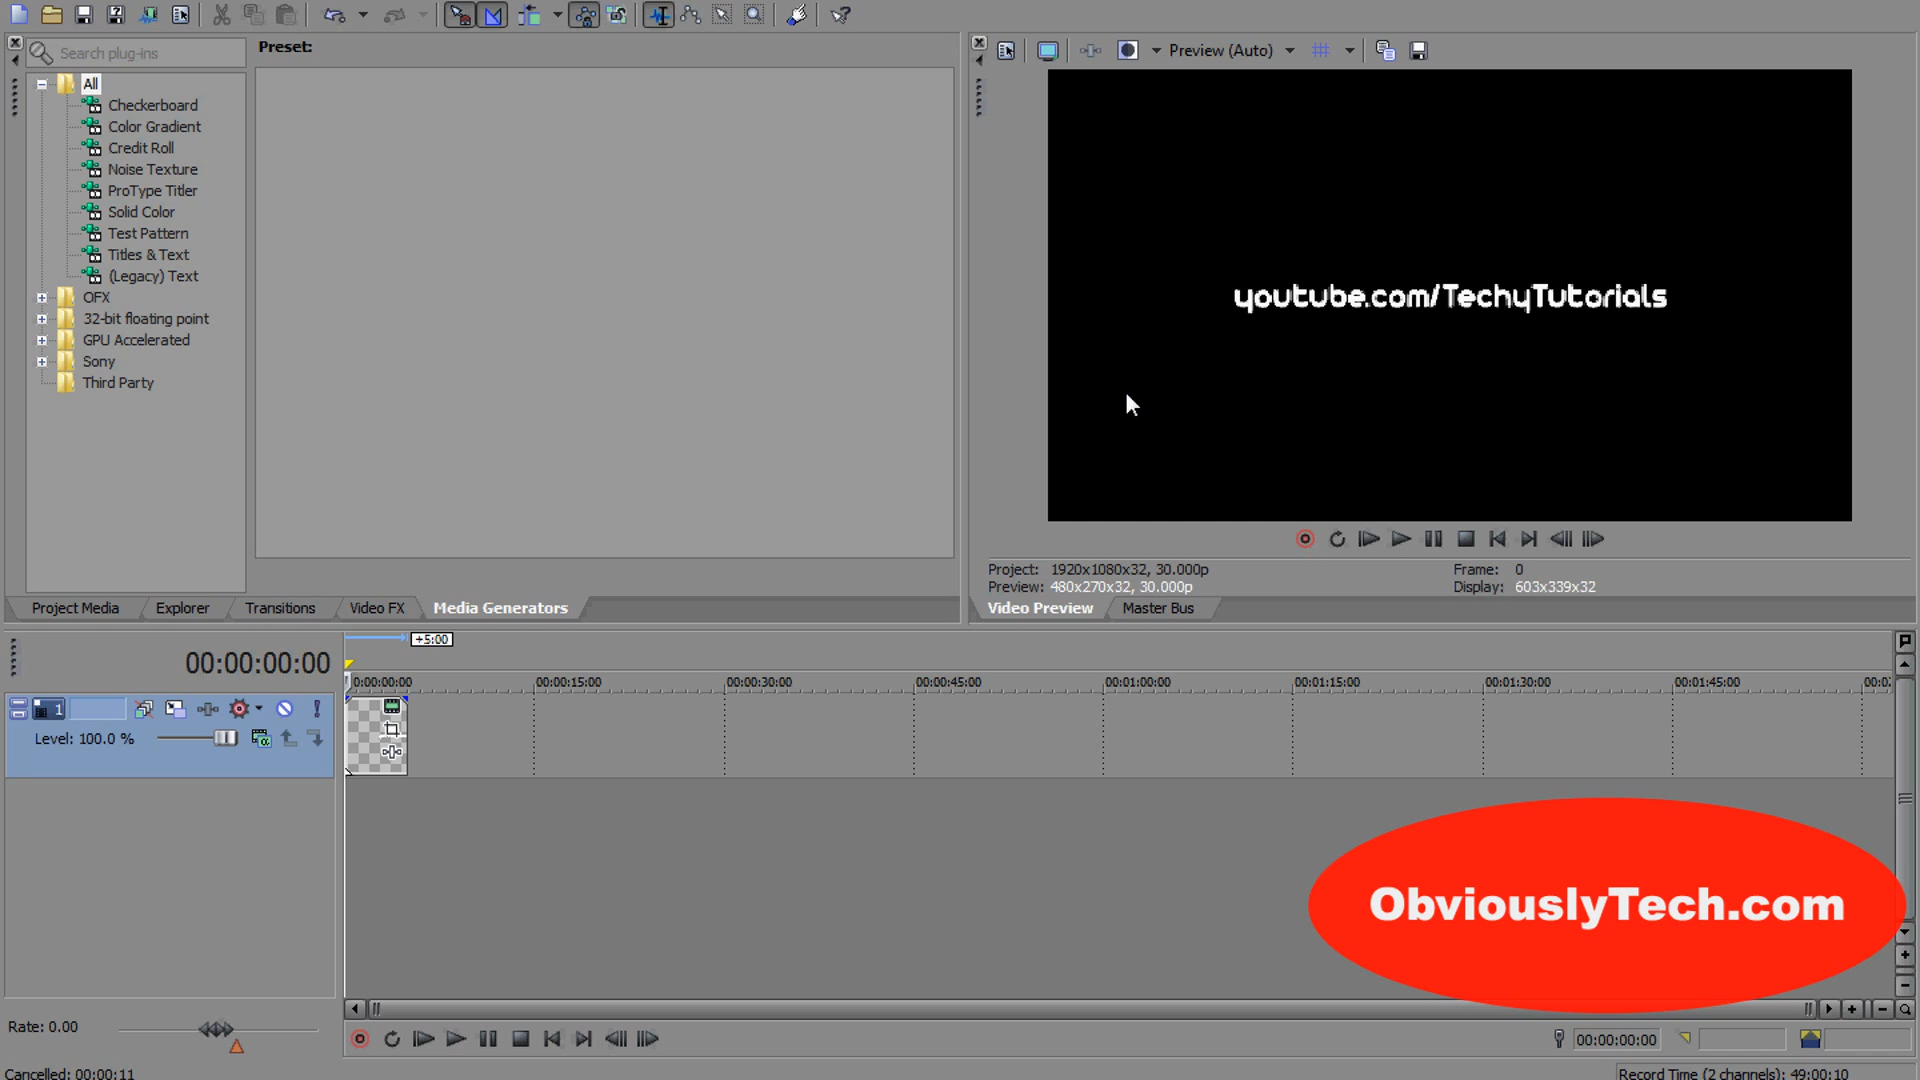 Search plug-ins
Preset:
Preview (Auto)
All
Checkerboard
Color Gradient
Credit Roll
Noise Texture
ProType Titler
Solid Color
Test Pattern
Titles & Text
(Legacy) Text
OFX
32-bit floating point
GPU Accelerated
Sony
Third Party
youtube.com/TechyTutorials
Project: 1920x1080x32, 30.000p
Frame: 0
Preview: 480x270x32, 30.000p
Display: 603x339x32
Project Media
Explorer
Transitions
Video FX
Media Generators
Video Preview
Master Bus
+5:00
00:00:00:00
0:00:00:00
00:00:15:00
00:00:30:00
00:00:45:00
00:01:00:00
00:01:15:00
00:01:30:00
00:01:45:00
00:0
1
Level: 100.0 %
ObviouslyTech.com
Rate: 0.00
00:00:00:00
Cancelled: 00:00:11
Record Time (2 channels): 49:00:10